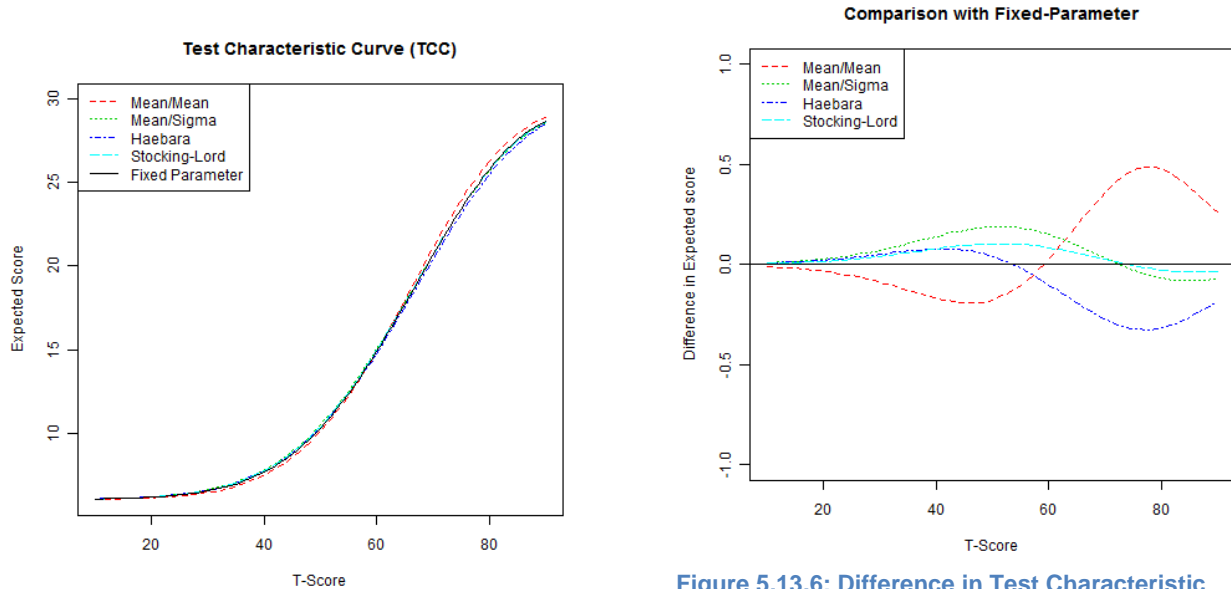 Test Characteristic Curve (TCC)
Mean/Mean
Mean/Sigma
Haebara
Stocking-Lord
Fixed Parameter
30
25
20
15
10
Expected Score
20 40 60 80
T-Score
Comparison with Fixed-Parameter
Mean/Mean
Mean/Sigma
Haebara
Stocking-Lord
1.0
0.5
0.0
-0.5
-1.0
Difference in Expected score
20 40 60 80
T-Score
Figure 5.13.6: Difference in Test Characteristic